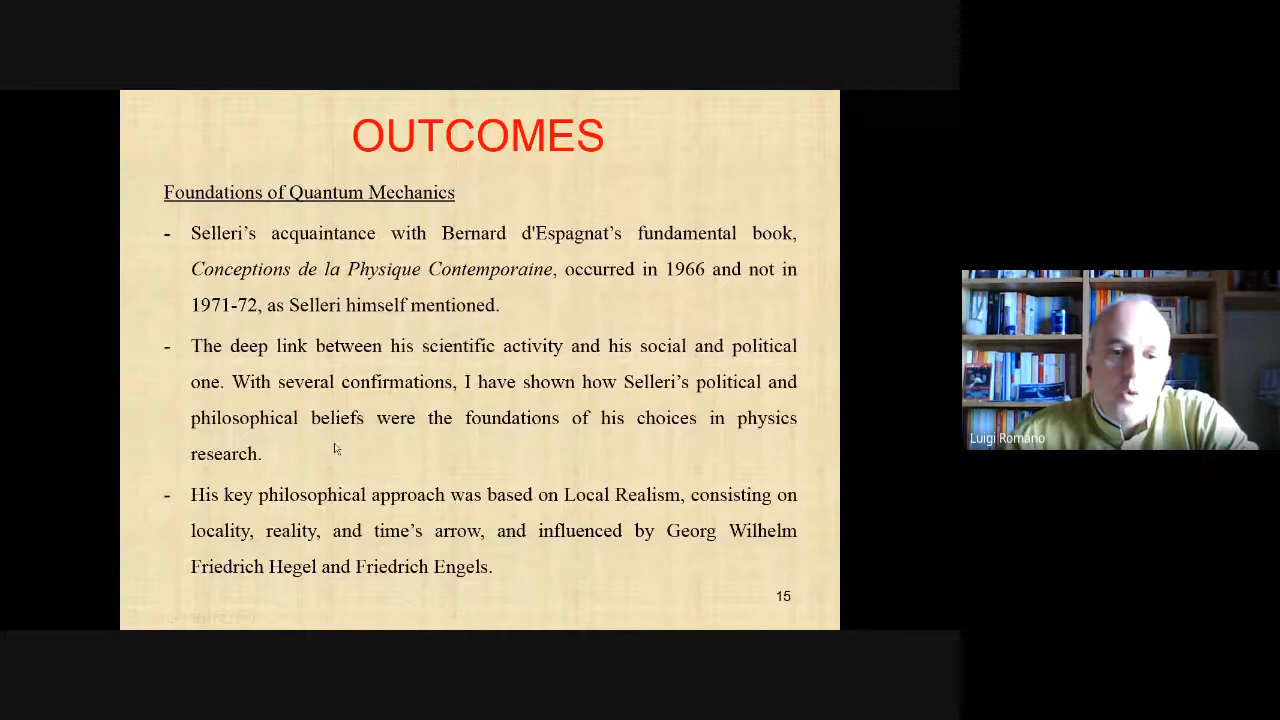 OUTCOMES
Foundations of Quantum Mechanics
- Selleri’s acquaintance with Bernard d'Espagnat’s fundamental book,
Conceptions de la Physique Contemporaine, occurred in 1966 and not in
1971-72, as Selleri himself mentioned.
- The deep link between his scientific activity and his social and political
one. With several confirmations, I have shown how Selleri’s political and
philosophical beliefs were the foundations of his choices in physics
research.
- His key philosophical approach was based on Local Realism, consisting on
locality, reality, and time’s arrow, and influenced by Georg Wilhelm
Friedrich Hegel and Friedrich Engels.
15
Luigi Romano